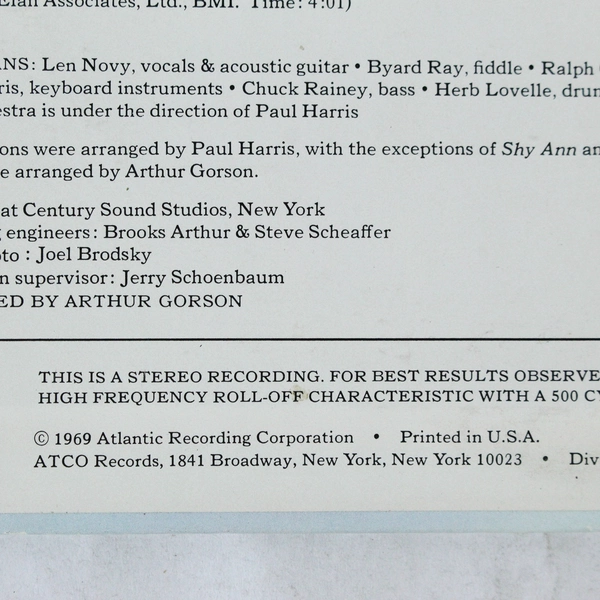 Elan Associates, Ltd., BMI. Time: 4:01)
ANS: Len Novy, vocals & acoustic guitar • Byard Ray, fiddle • Ralph
ris, keyboard instruments • Chuck Rainey, bass • Herb Lovelle, drum
estra is under the direction of Paul Harris
ons were arranged by Paul Harris, with the exceptions of Shy Ann an
e arranged by Arthur Gorson.
at Century Sound Studios, New York
g engineers: Brooks Arthur & Steve Scheaffer
oto : Joel Brodsky
n supervisor: Jerry Schoenbaum
ED BY ARTHUR GORSON
THIS IS A STEREO RECORDING. FOR BEST RESULTS OBSERVE
HIGH FREQUENCY ROLL-OFF CHARACTERISTIC WITH A 500 CY
© 1969 Atlantic Recording Corporation • Printed in U.S.A.
ATCO Records, 1841 Broadway, New York, New York 10023 • Div